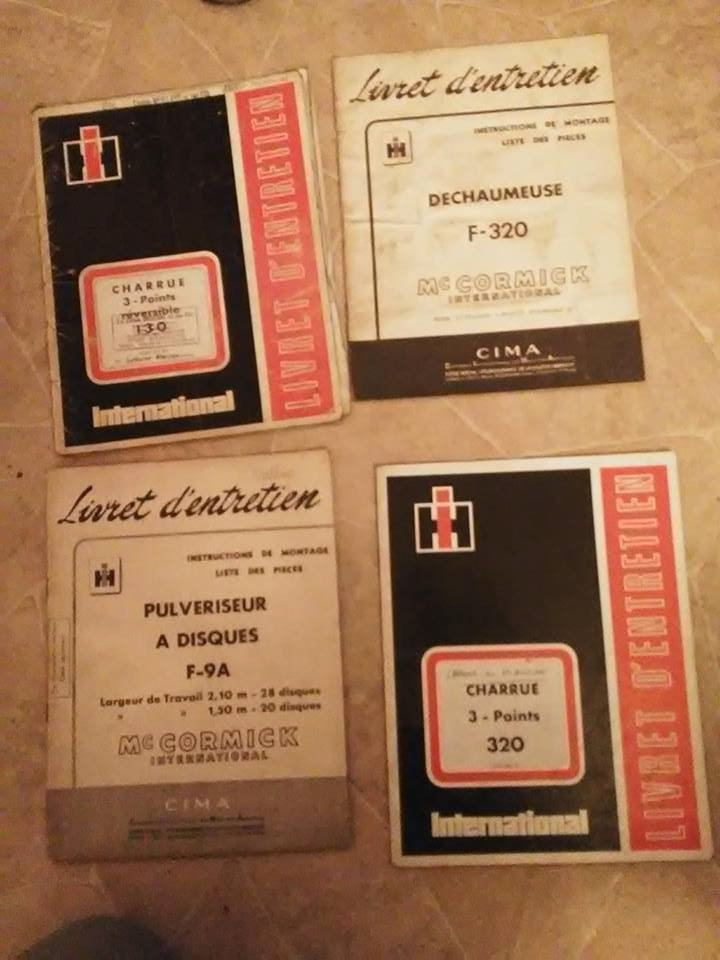 LIVRET D'ENTRETIEN
CHARRUE
3 - Points
réversible
130
International
Livret d'entretien
INSTRUCTIONS DE MONTAGE
LISTE DES PIECES
IH
DECHAUMEUSE
F-320
McCORMICK
INTERNATIONAL
CIMA
Livret d'entretien
INSTRUCTIONS DE MONTAGE
LISTE DES PIECES
IH
PULVERISEUR
A DISQUES
F-9A
Largeur de Travail 2,10 m - 28 disques
" " 1,50 m - 20 disques
McCORMICK
INTERNATIONAL
CIMA
LIVRET D'ENTRETIEN
CHARRUE
3 - Points
320
International